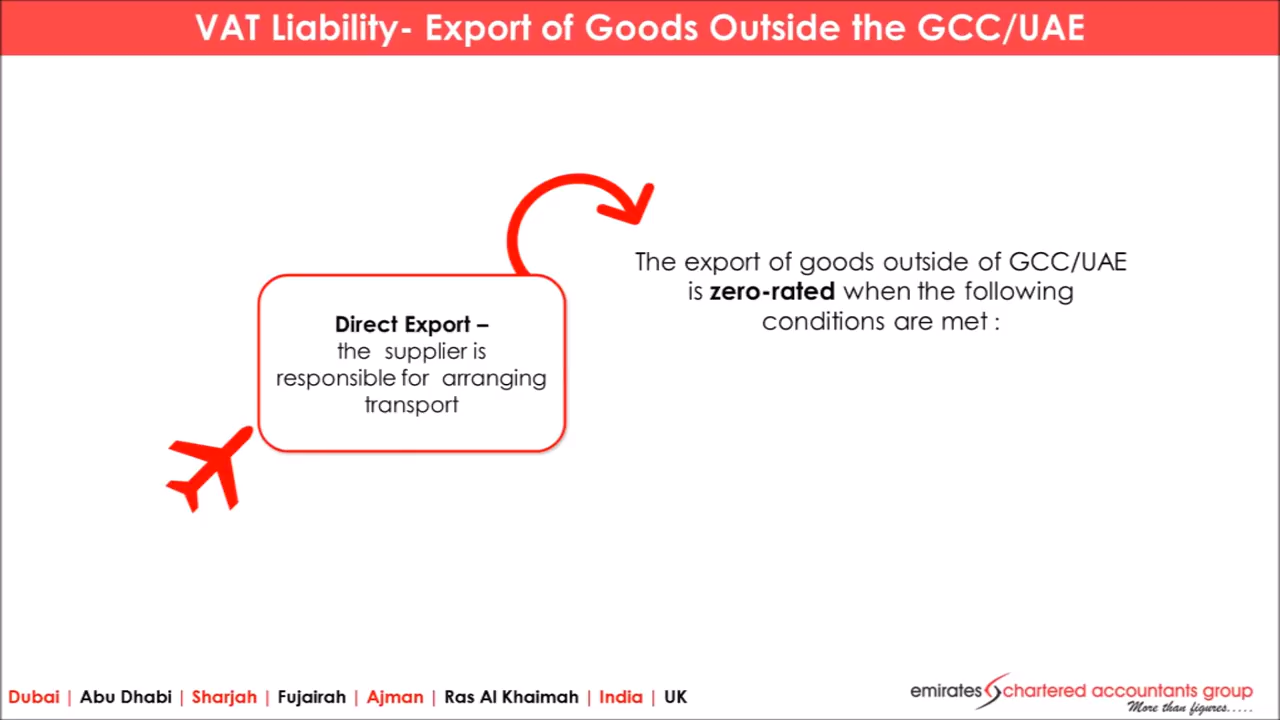 VAT Liability- Export of Goods Outside the GCC/UAE
Direct Export –
the supplier is
responsible for arranging
transport
The export of goods outside of GCC/UAE
is zero-rated when the following
conditions are met :
Dubai | Abu Dhabi | Sharjah | Fujairah | Ajman | Ras Al Khaimah | India | UK
emirates chartered accountants group
More than figures.....